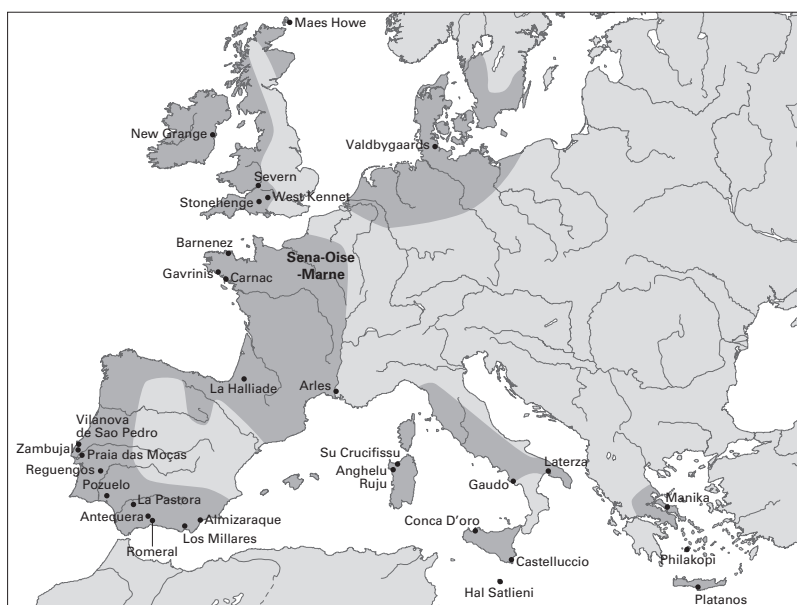 Maes Howe
New Grange
Valdbygaards
Severn
West Kennet
Stonehenge
Barnenez
Sena-Oise
-Marne
Gavrinis
Carnac
La Halliade
Arles
Vilanova
de Sao Pedro
Zambujal
Praia das Moças
Reguengos
Pozuelo
La Pastora
Antequera
Almizaraque
Los Millares
Romeral
Su Crucifissu
Anghelu
Ruju
Laterza
Gaudo
Conca D'oro
Castelluccio
Hal Satlieni
Manika
Philakopi
Platanos